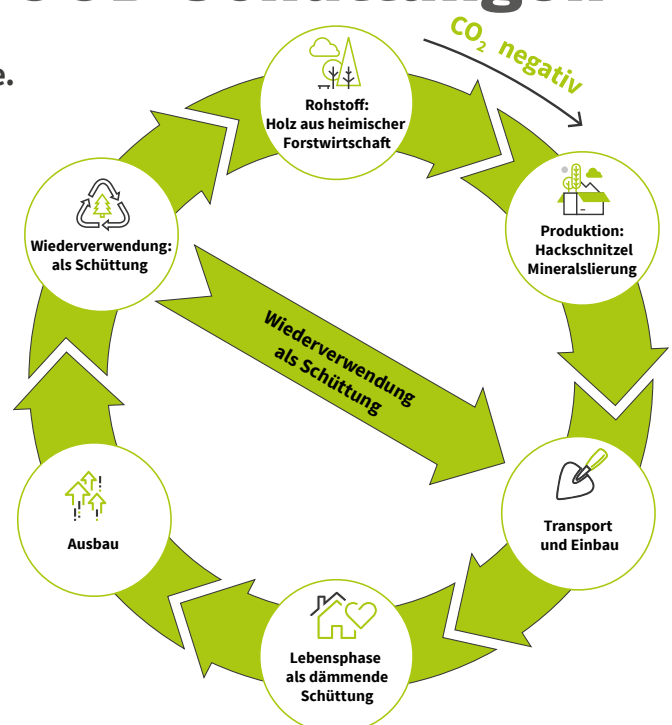 Schüttungen
e.
CO2 negativ
Rohstoff:
Holz aus heimischer
Forstwirtschaft
Produktion:
Hackschnitzel
Mineralslierung
Wiederverwendung:
als Schüttung
Wiederverwendung
als Schüttung
Transport
und Einbau
Ausbau
Lebensphase
als dämmende
Schüttung